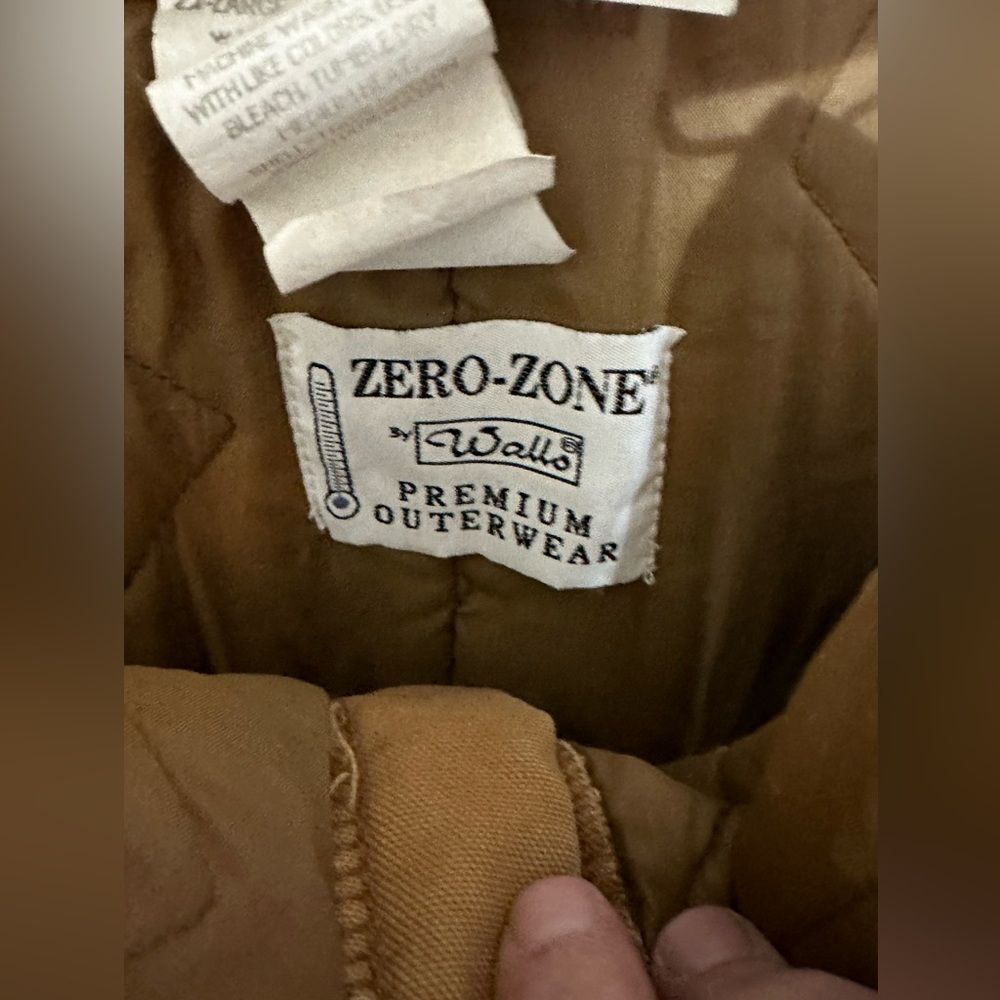 MACHINE WASH
WITH LIKE COLORS,
BLEACH, TUMBLE DRY
ZERO-ZONE®
BY Walls®
PREMIUM
OUTERWEAR